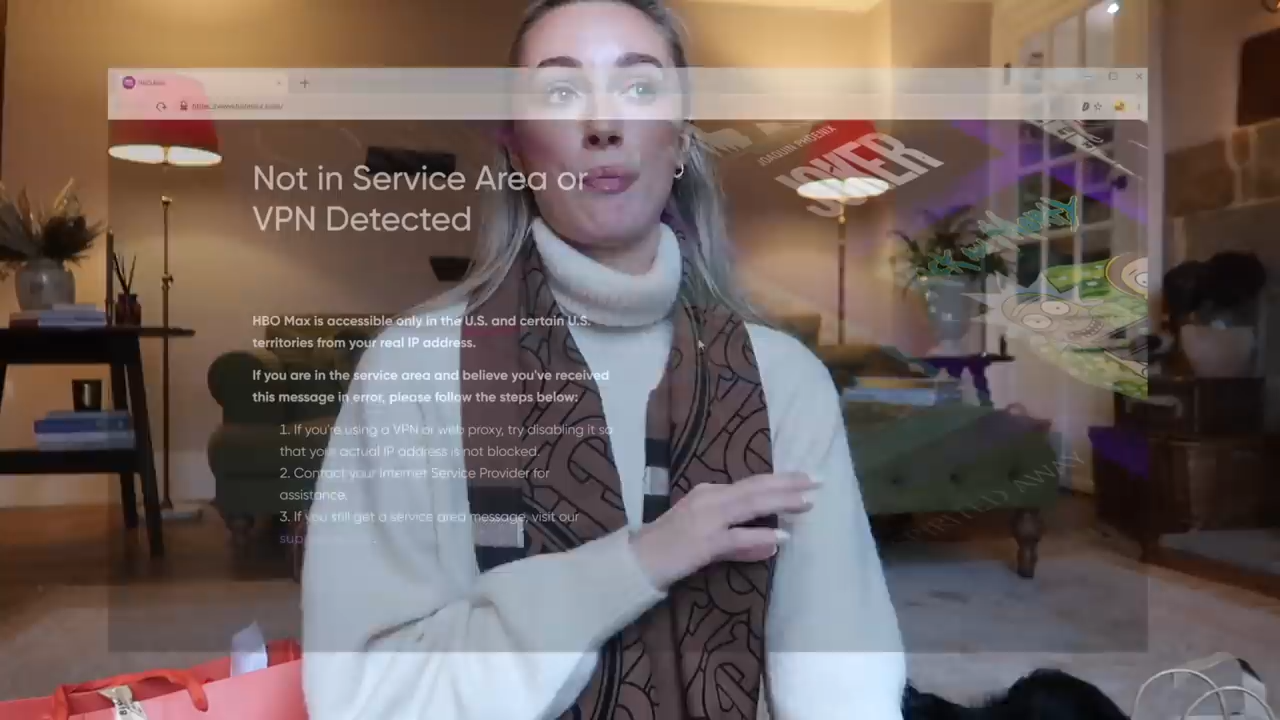 JOAQUIN PHOENIX
JOKER
Not in Service Area or
VPN Detected
HBO Max is accessible only in the U.S. and certain U.S.
territories from your real IP address.
If you are in the service area and believe you've received
this message in error, please follow the steps below:
1. If you're using a VPN or web proxy, try disabling it so
that your actual IP address is not blocked.
2. Contact your Internet Service Provider for
assistance.
3. If you still get a service area message, visit our
SPIRITED AWAY